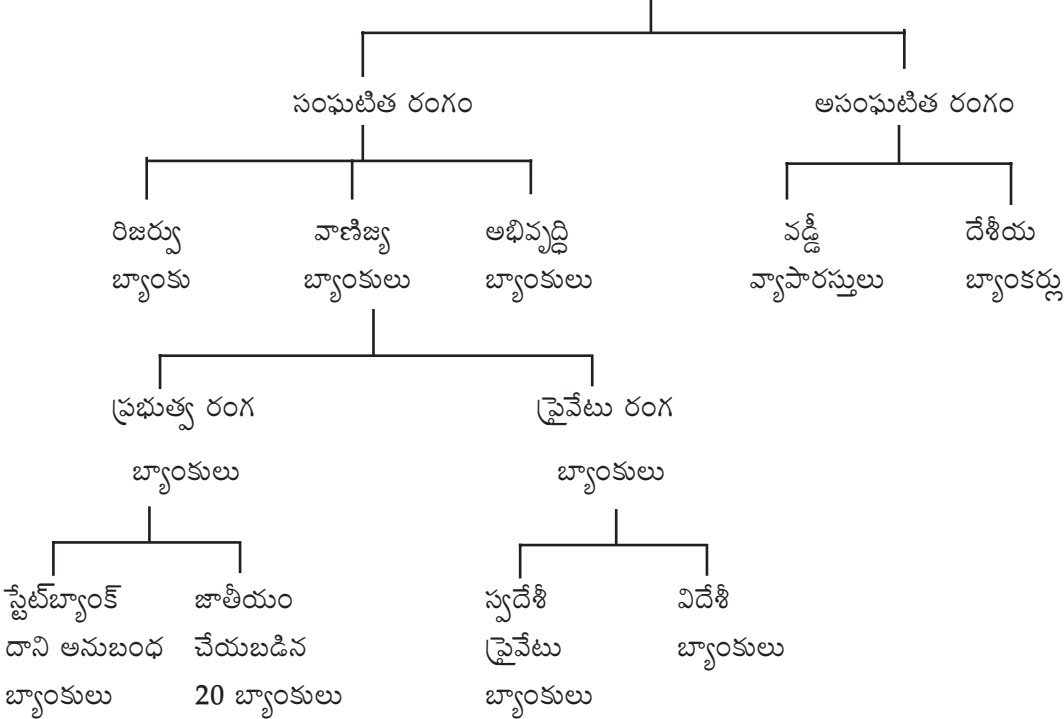 సంఘటిత రంగం
అసంఘటిత రంగం
రిజర్వు
బ్యాంకు
వాణిజ్య
బ్యాంకులు
అభివృద్ధి
బ్యాంకులు
వడ్డీ
వ్యాపారస్తులు
దేశీయ
బ్యాంకర్లు
ప్రభుత్వ రంగ
బ్యాంకులు
ప్రైవేటు రంగ
బ్యాంకులు
స్టేట్‌బ్యాంక్
దాని అనుబంధ
బ్యాంకులు
జాతీయం
చేయబడిన
20 బ్యాంకులు
స్వదేశీ
ప్రైవేటు
బ్యాంకులు
విదేశీ
బ్యాంకులు